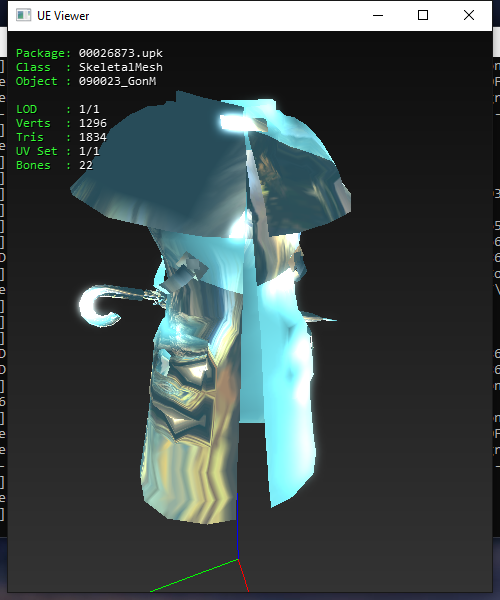 UE Viewer
Package: 00026873.upk
Class : SkeletalMesh
Object : 090023_GonM
LOD : 1/1
Verts : 1296
Tris : 1834
UV Set : 1/1
Bones : 22